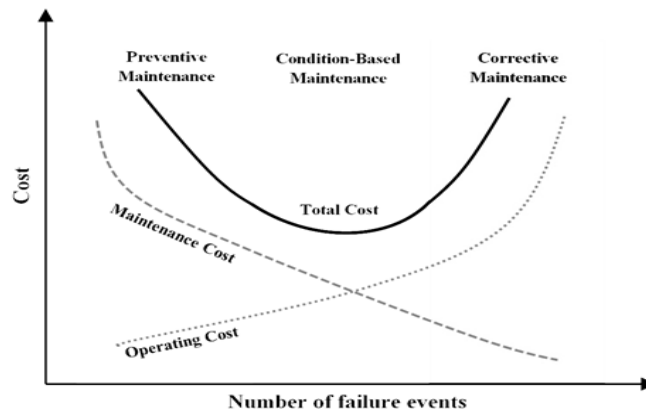 Preventive
Maintenance
Condition-Based
Maintenance
Corrective
Maintenance
Cost
Total Cost
Maintenance Cost
Operating Cost
Number of failure events